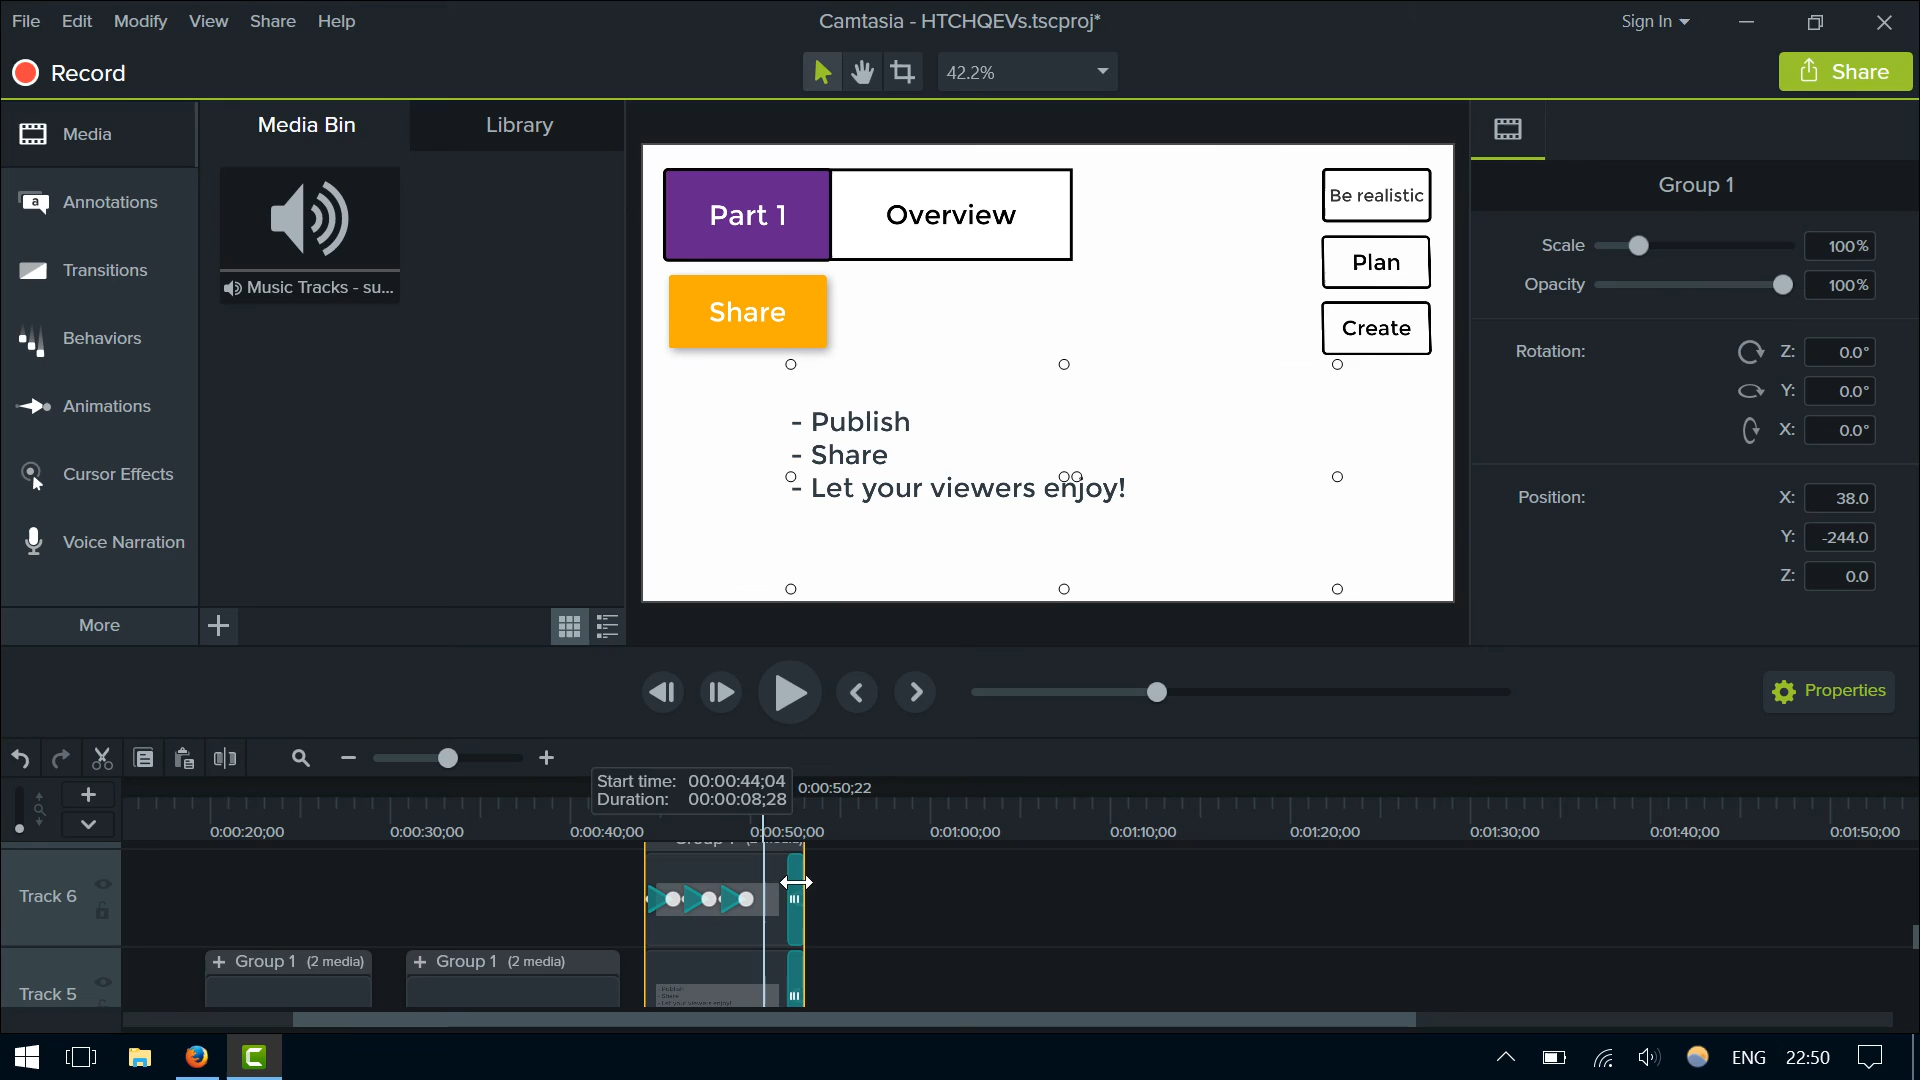 File Edit Modify View Share Help
Camtasia - HTCHQEVs.tscproj*
Sign In
Record
42.2%
Share
Media
Media Bin
Library
Annotations
Transitions
Behaviors
Animations
Cursor Effects
Voice Narration
More
Music Tracks - su...
Part 1
Overview
Share
Be realistic
Plan
Create
- Publish
- Share
- Let your viewers enjoy!
Group 1
Scale 100%
Opacity 100%
Rotation: Z: 0.0°
Y: 0.0°
X: 0.0°
Position: X: 38.0
Y: -244.0
Z: 0.0
Properties
Start time: 00:00:44;04
Duration: 00:00:08;28
0:00:50;22
0:00:20;00 0:00:30;00 0:00:40;00 0:00:50;00 0:01:00;00 0:01:10;00 0:01:20;00 0:01:30;00 0:01:40;00 0:01:50;00
Track 6
Group 1 (2 media)
Group 1 (2 media)
Track 5
- Publish
- Share
- Let your viewers enjoy!
ENG 22:50